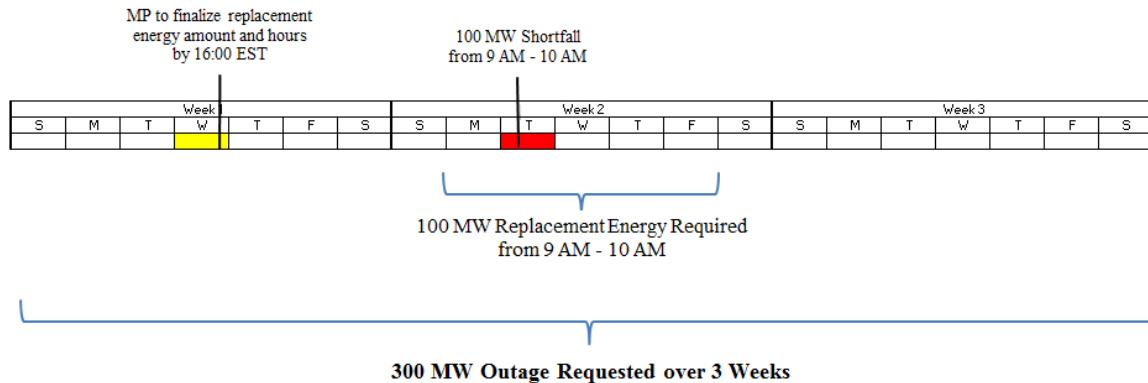 MP to finalize replacement
energy amount and hours
by 16:00 EST
100 MW Shortfall
from 9 AM - 10 AM
Week 1 Week 2 Week 3
S M T W T F S S M T W T F S S M T W T F S
100 MW Replacement Energy Required
from 9 AM - 10 AM
300 MW Outage Requested over 3 Weeks